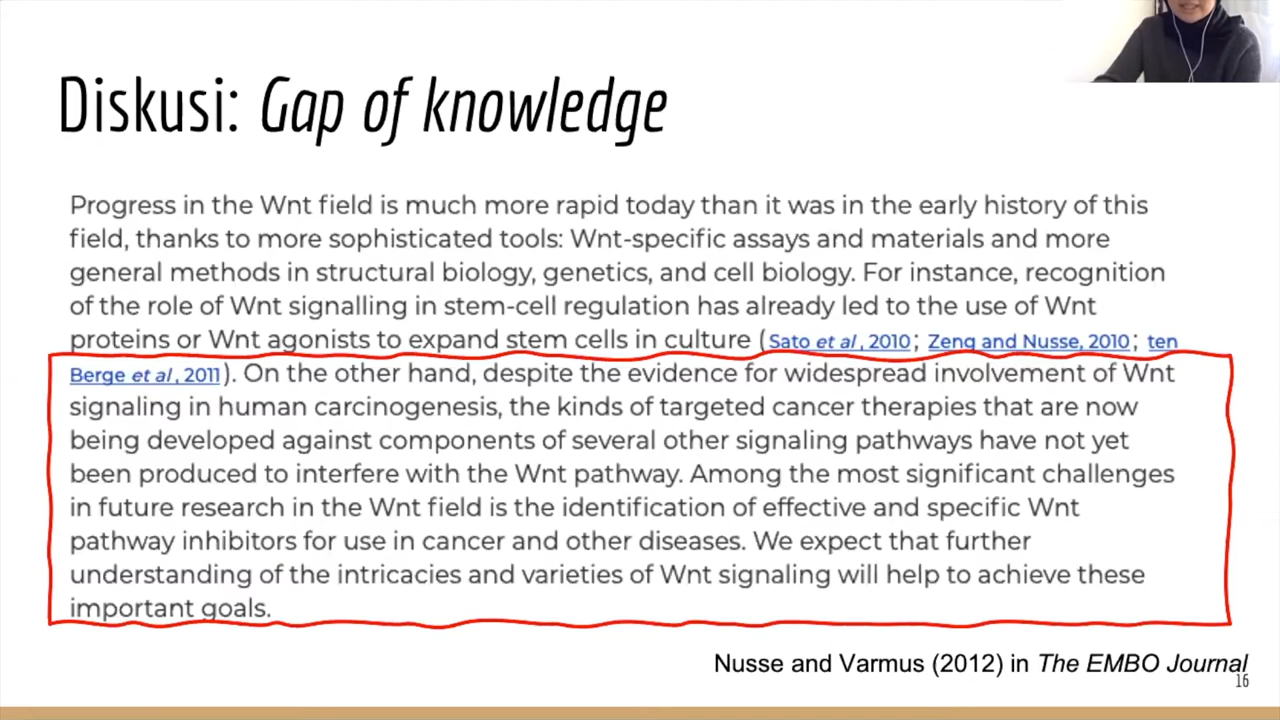 Diskusi: Gap of knowledge
Progress in the Wnt field is much more rapid today than it was in the early history of this
field, thanks to more sophisticated tools: Wnt-specific assays and materials and more
general methods in structural biology, genetics, and cell biology. For instance, recognition
of the role of Wnt signalling in stem-cell regulation has already led to the use of Wnt
proteins or Wnt agonists to expand stem cells in culture (Sato et al, 2010; Zeng and Nusse, 2010; ten
Berge et al, 2011). On the other hand, despite the evidence for widespread involvement of Wnt
signaling in human carcinogenesis, the kinds of targeted cancer therapies that are now
being developed against components of several other signaling pathways have not yet
been produced to interfere with the Wnt pathway. Among the most significant challenges
in future research in the Wnt field is the identification of effective and specific Wnt
pathway inhibitors for use in cancer and other diseases. We expect that further
understanding of the intricacies and varieties of Wnt signaling will help to achieve these
important goals.
Nusse and Varmus (2012) in The EMBO Journal
16